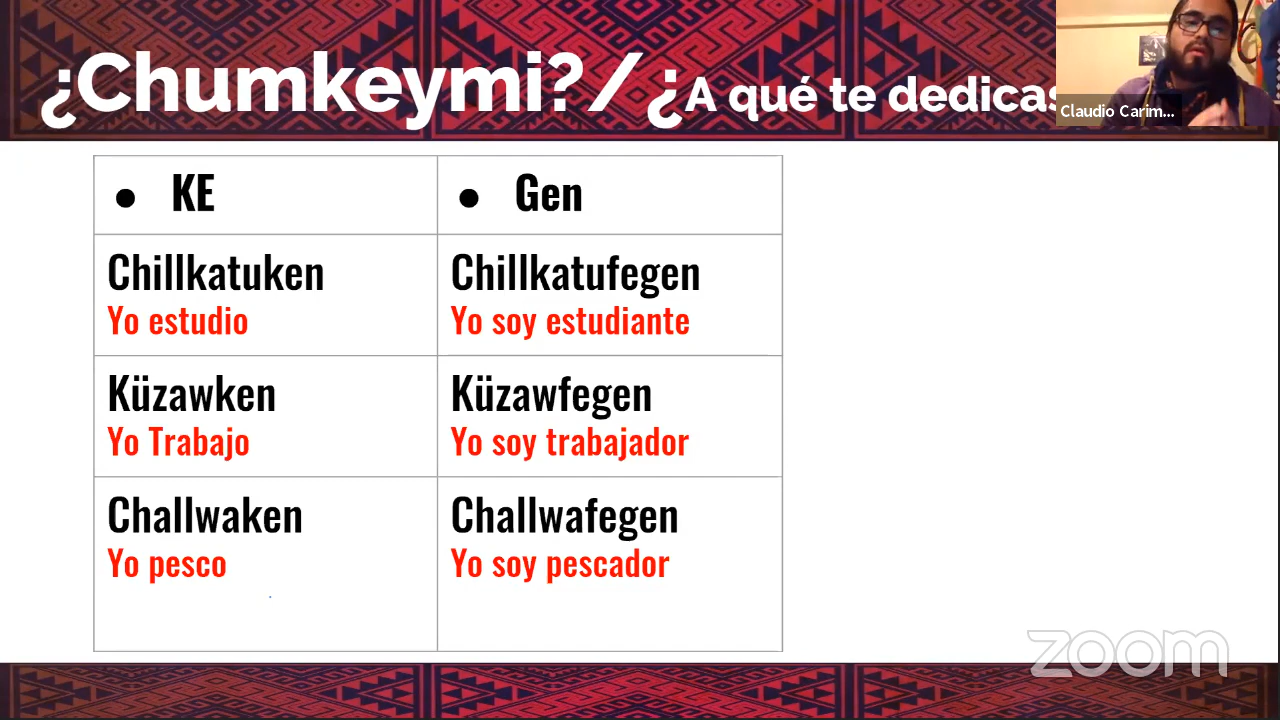 ¿Chumkeymi?/¿A qué te dedicas
Claudio Carim...
● KE
● Gen
Chillkatuken
Yo estudio
Chillkatufegen
Yo soy estudiante
Küzawken
Yo Trabajo
Küzawfegen
Yo soy trabajador
Challwaken
Yo pesco
Challwafegen
Yo soy pescador
zoom